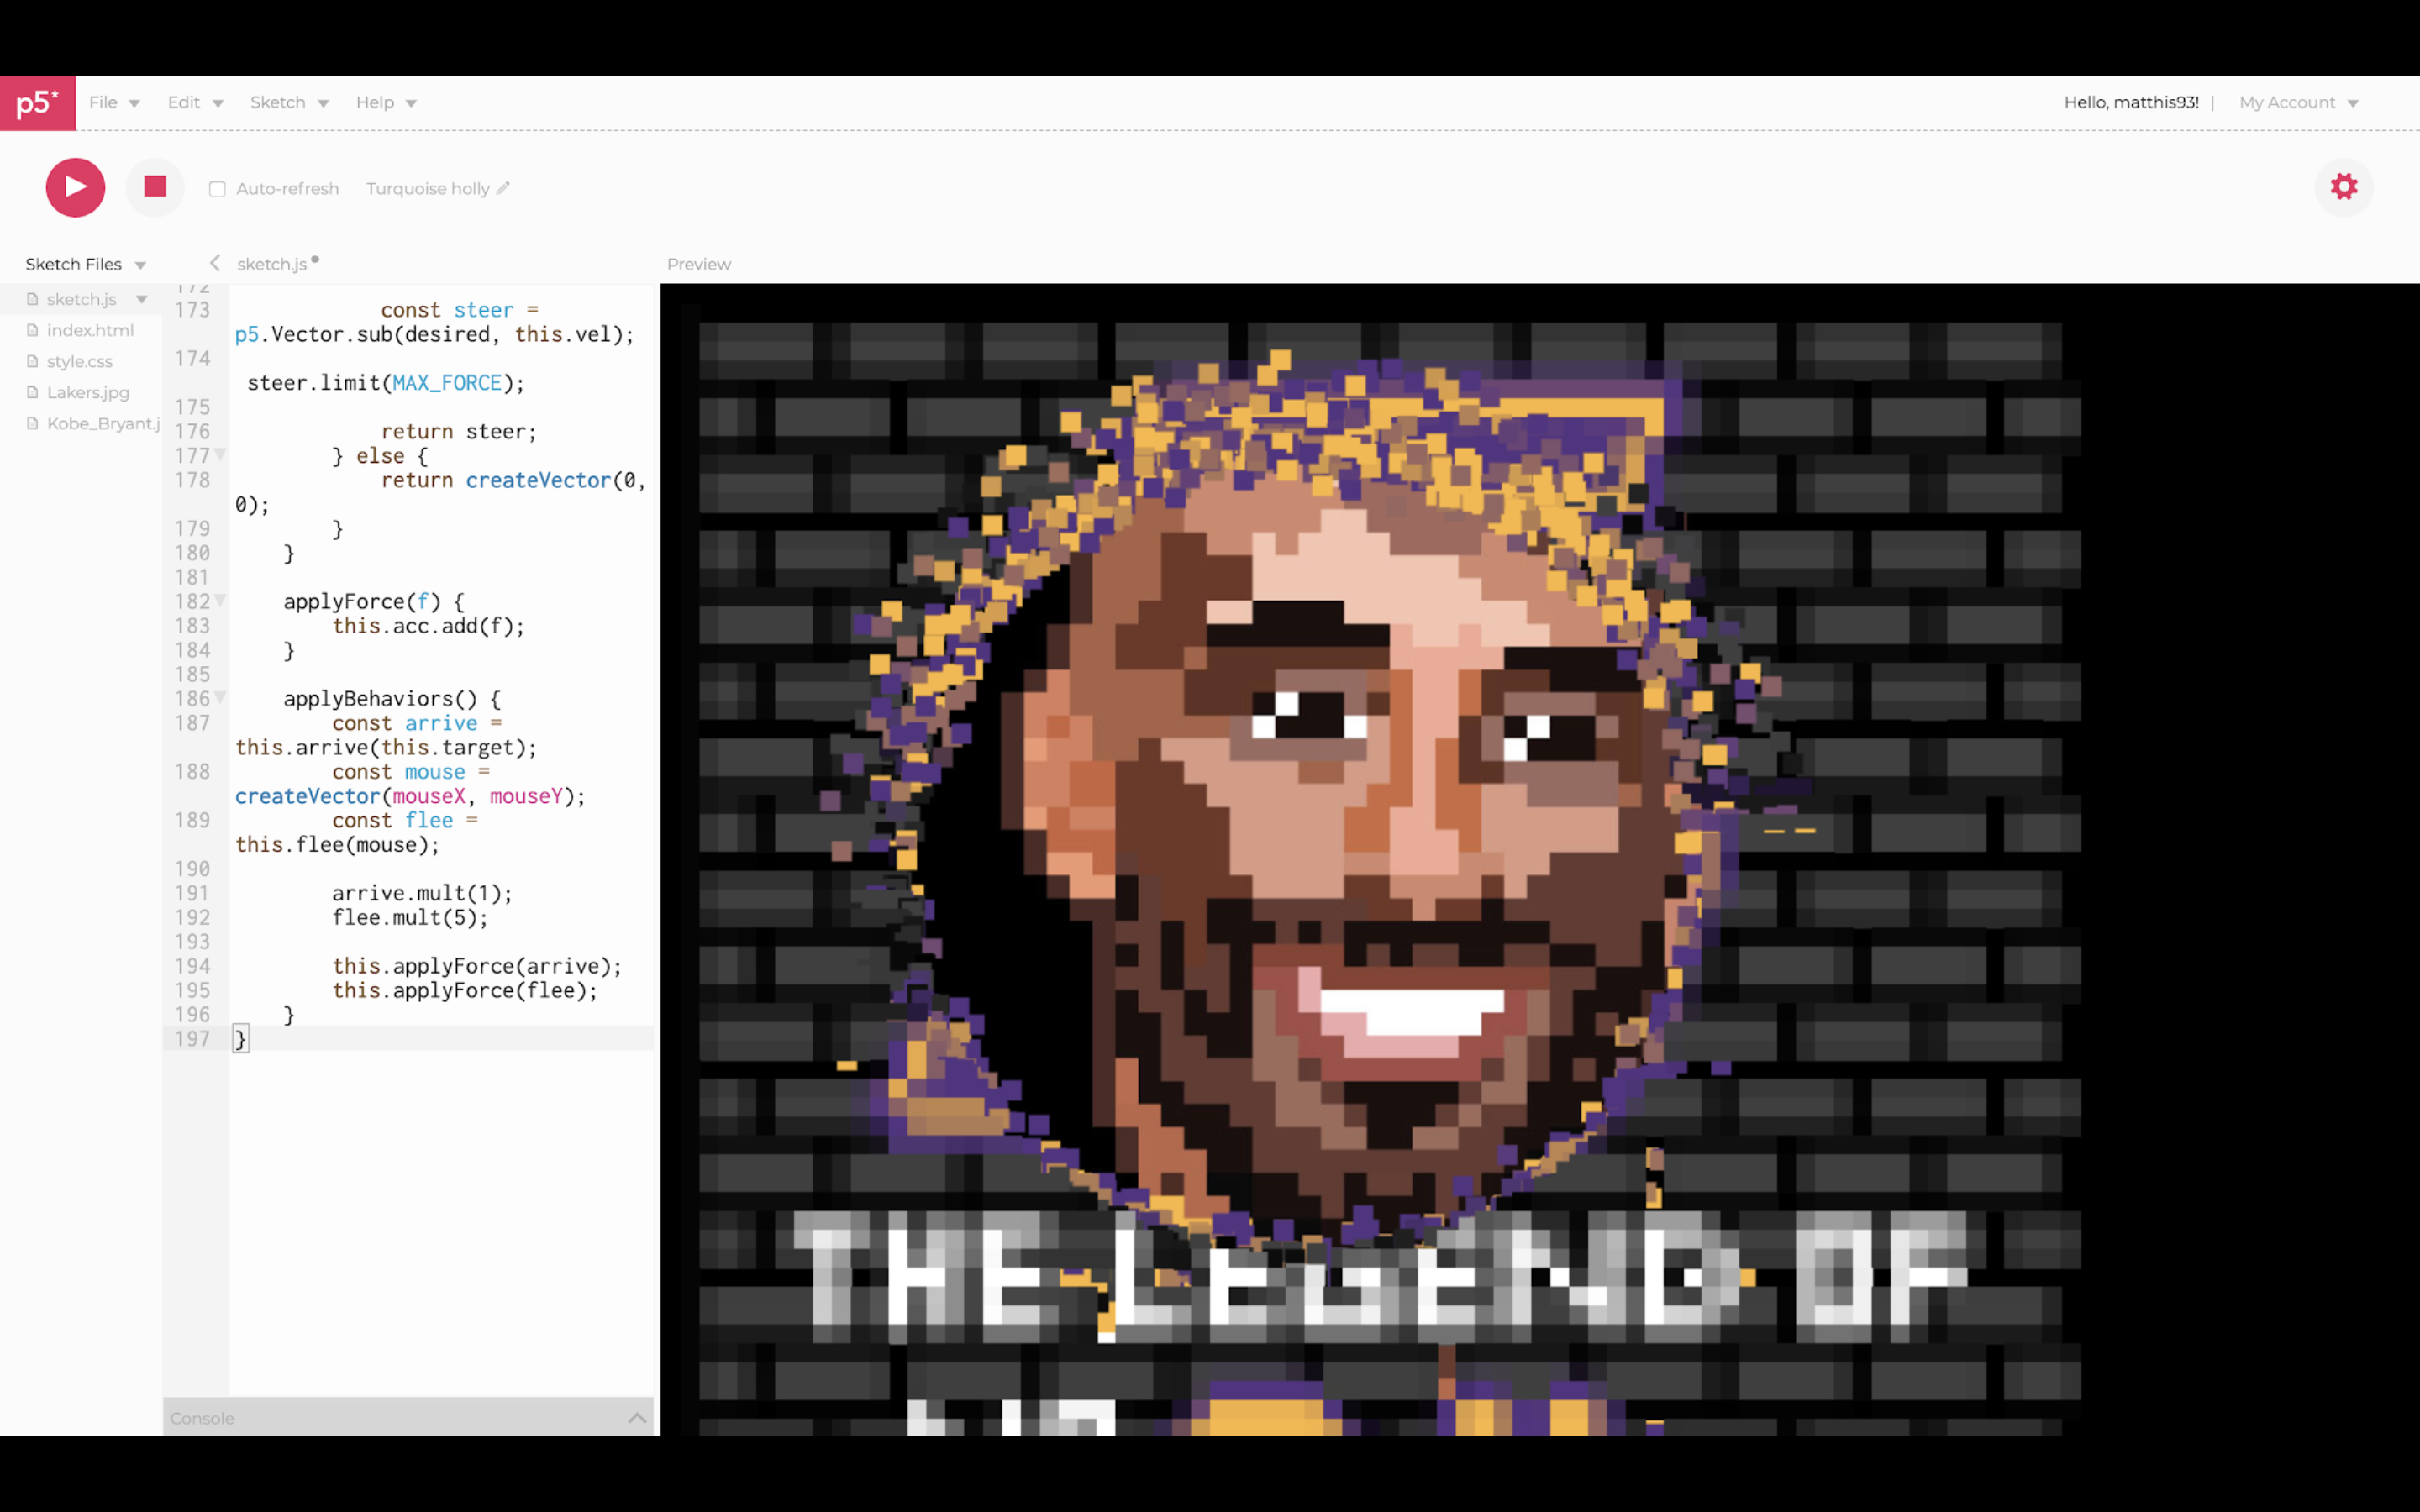 p5*
File Edit Sketch Help
Hello, matthis93! | My Account
Auto-refresh Turquoise holly
Sketch Files
sketch.js
Preview
sketch.js
index.html
style.css
Lakers.jpg
Kobe_Bryant.j
172
173 const steer =
p5.Vector.sub(desired, this.vel);
174
steer.limit(MAX_FORCE);
175
176 return steer;
177 } else {
178 return createVector(0,
0);
179 }
180 }
181
182 applyForce(f) {
183 this.acc.add(f);
184 }
185
186 applyBehaviors() {
187 const arrive =
this.arrive(this.target);
188 const mouse =
createVector(mouseX, mouseY);
189 const flee =
this.flee(mouse);
190
191 arrive.mult(1);
192 flee.mult(5);
193
194 this.applyForce(arrive);
195 this.applyForce(flee);
196 }
197 }
Console
THE LEGEND OF